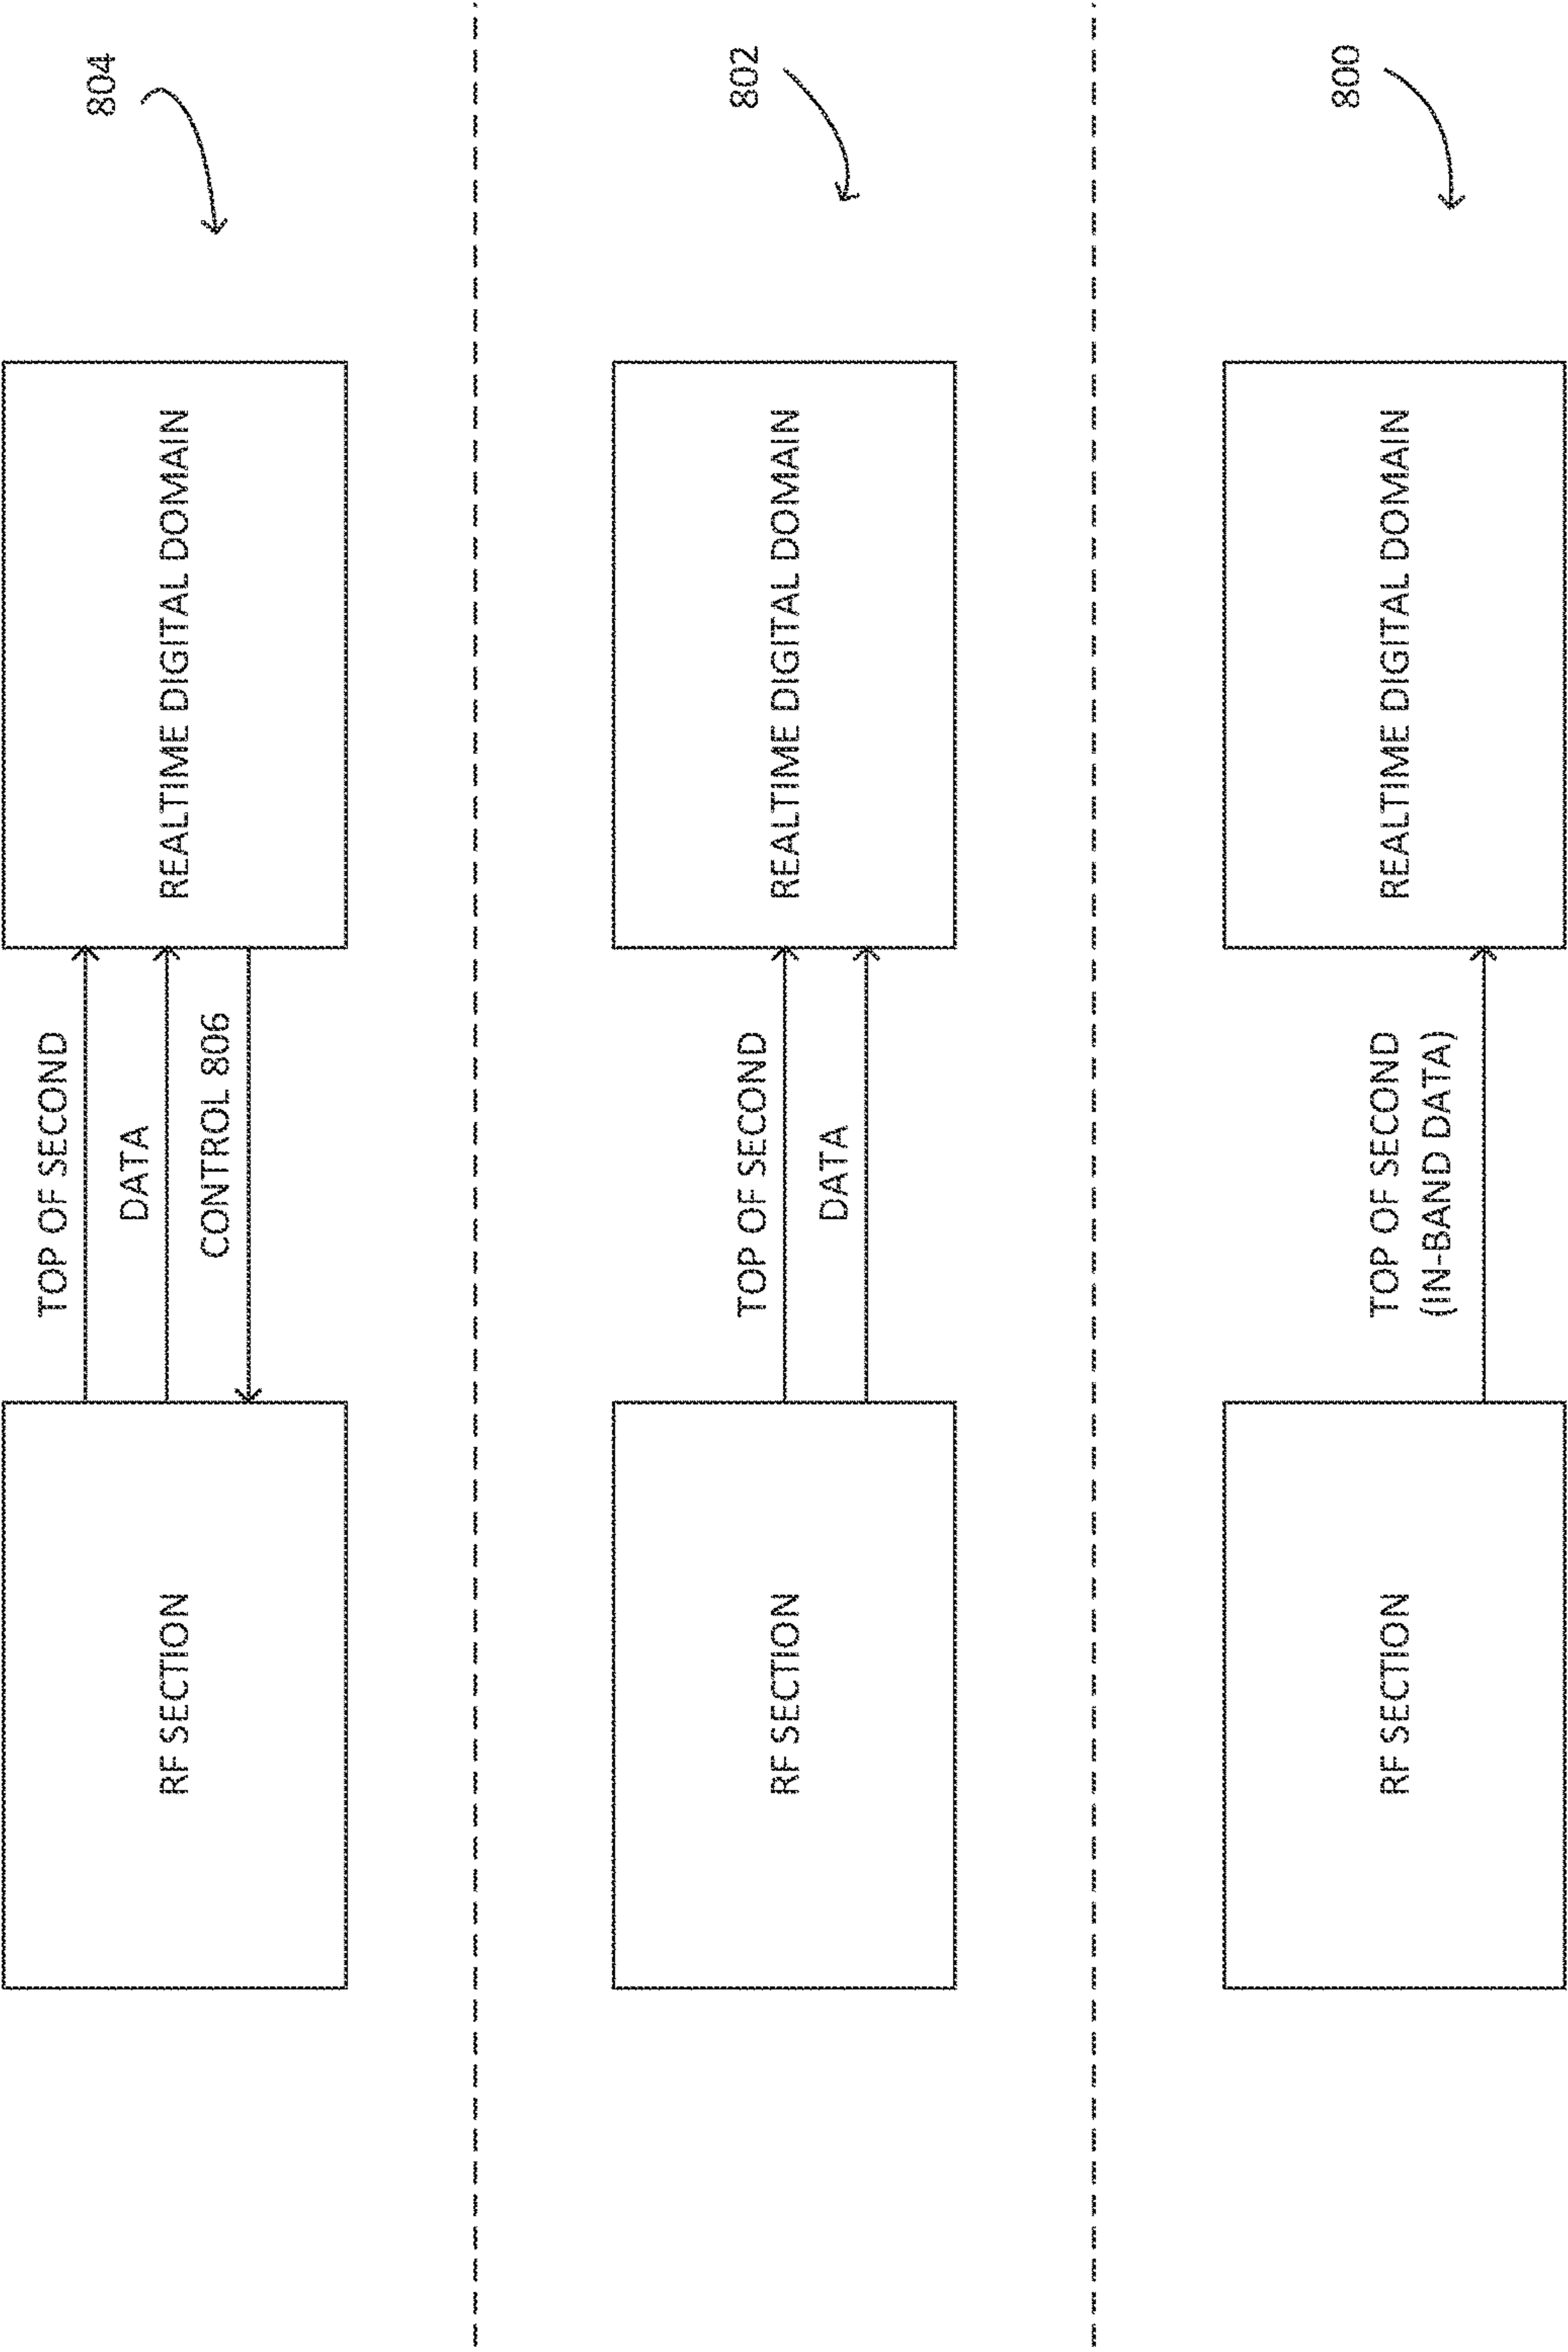 804
RF SECTION
TOP OF SECOND
DATA
CONTROL 806
REALTIME DIGITAL DOMAIN
802
RF SECTION
TOP OF SECOND
DATA
REALTIME DIGITAL DOMAIN
800
RF SECTION
TOP OF SECOND
(IN-BAND DATA)
REALTIME DIGITAL DOMAIN